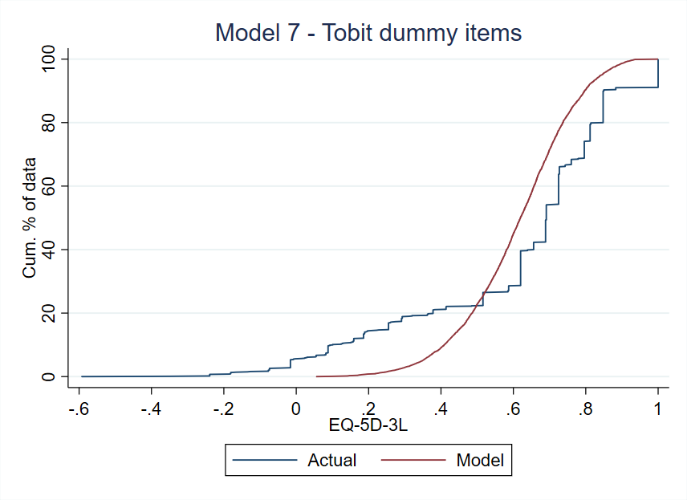 Model 7 - Tobit dummy items
Cum. % of data
100
80
60
40
20
0
-.6 -.4 -.2 0 .2 .4 .6 .8 1
EQ-5D-3L
Actual Model